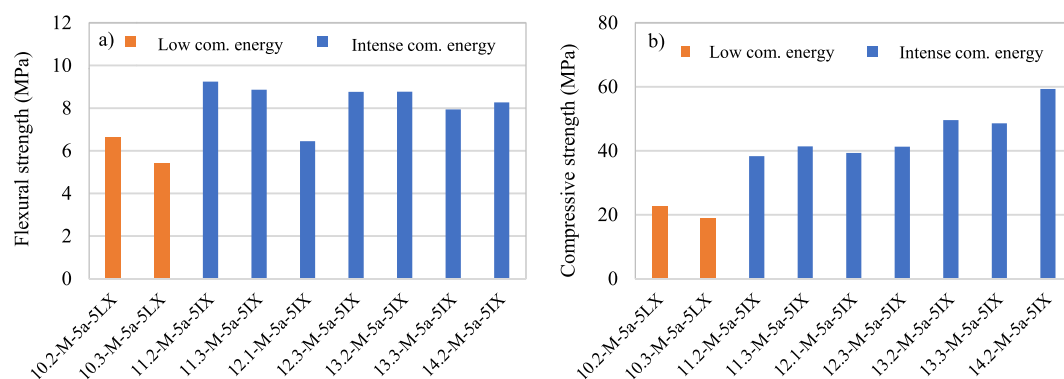 a)
Low com. energy
Intense com. energy
Flexural strength (MPa)
12
10
8
6
4
2
0
10.2-M-5a-5LX
10.3-M-5a-5LX
11.2-M-5a-5IX
11.3-M-5a-5IX
12.1-M-5a-5IX
12.3-M-5a-5IX
13.2-M-5a-5IX
13.3-M-5a-5IX
14.2-M-5a-5IX
b)
Low com. energy
Intense com. energy
Compressive strength (MPa)
80
60
40
20
0
10.2-M-5a-5LX
10.3-M-5a-5LX
11.2-M-5a-5IX
11.3-M-5a-5IX
12.1-M-5a-5IX
12.3-M-5a-5IX
13.2-M-5a-5IX
13.3-M-5a-5IX
14.2-M-5a-5IX